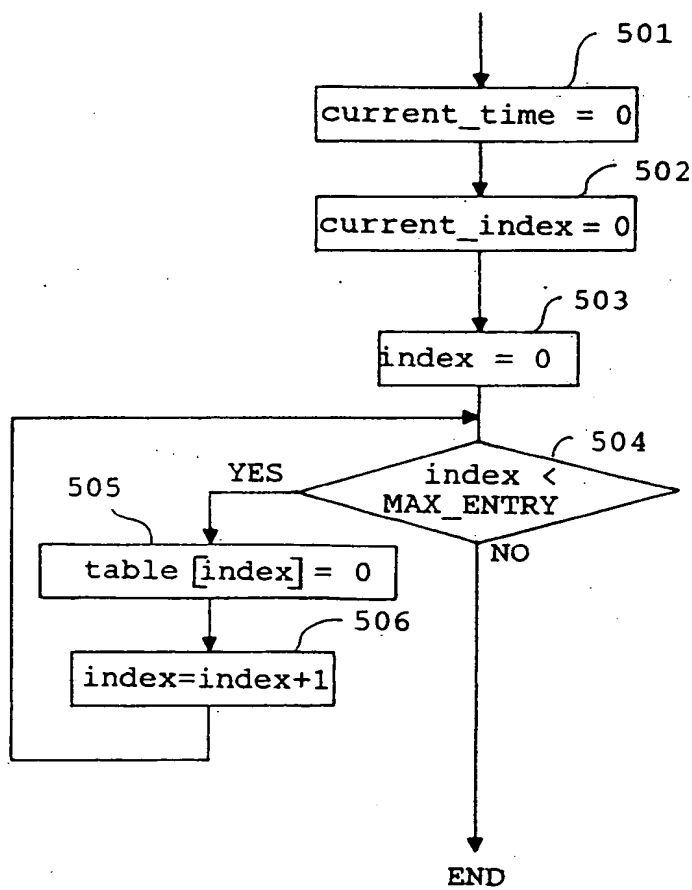 501
current_time = 0
502
current_index = 0
503
index = 0
504
index <
MAX_ENTRY
YES
NO
505
table [index] = 0
506
index=index+1
END